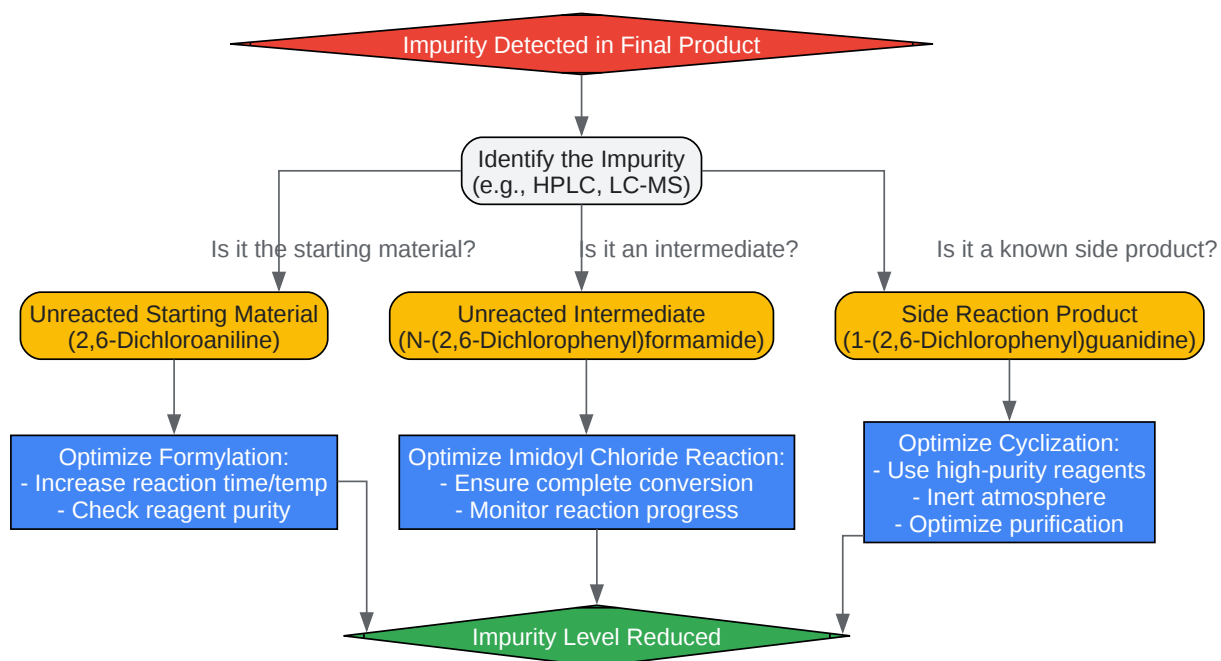 Impurity Detected in Final Product
Identify the Impurity
(e.g., HPLC, LC-MS)
Is it the starting material?
Is it an intermediate?
Is it a known side product?
Unreacted Starting Material
(2,6-Dichloroaniline)
Unreacted Intermediate
(N-(2,6-Dichlorophenyl)formamide)
Side Reaction Product
(1-(2,6-Dichlorophenyl)guanidine)
Optimize Formylation:
- Increase reaction time/temp
- Check reagent purity
Optimize Imidoyl Chloride Reaction:
- Ensure complete conversion
- Monitor reaction progress
Optimize Cyclization:
- Use high-purity reagents
- Inert atmosphere
- Optimize purification
Impurity Level Reduced